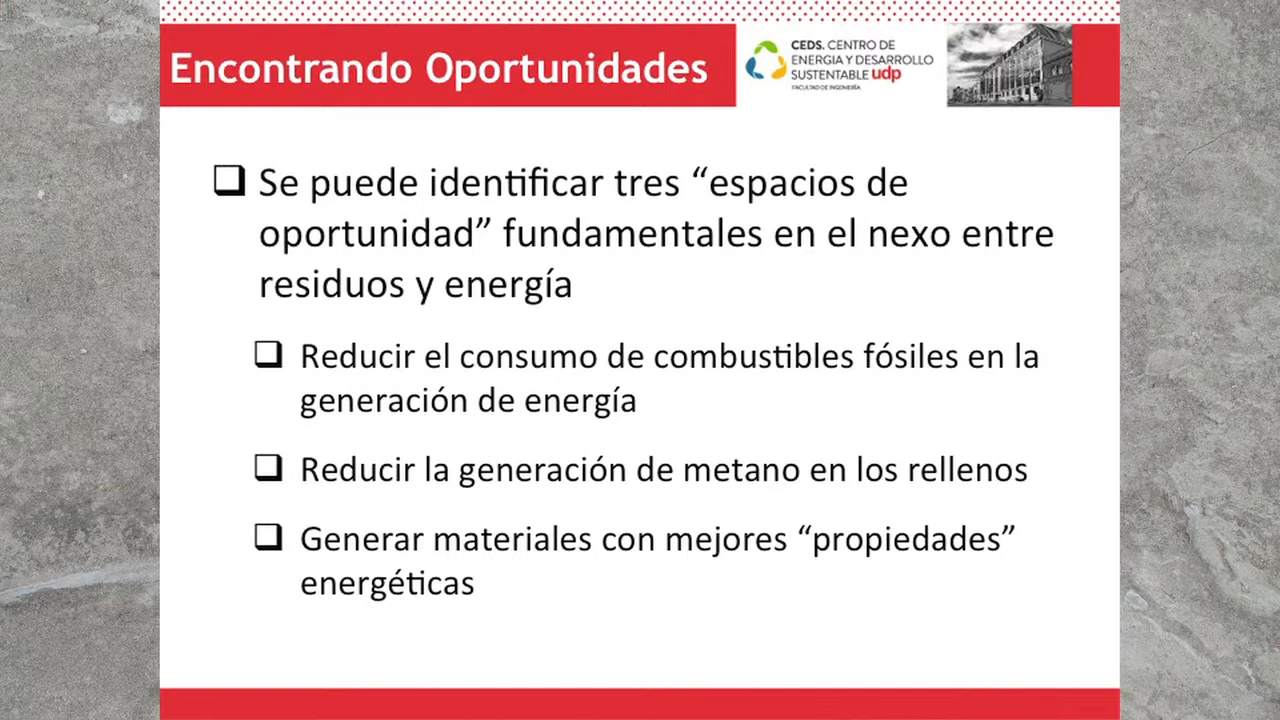 Encontrando Oportunidades
CEDS. CENTRO DE
ENERGIA Y DESARROLLO
SUSTENTABLE udp
FACULTAD DE INGENIERÍA
Se puede identificar tres “espacios de
oportunidad” fundamentales en el nexo entre
residuos y energía
Reducir el consumo de combustibles fósiles en la
generación de energía
Reducir la generación de metano en los rellenos
Generar materiales con mejores “propiedades”
energéticas